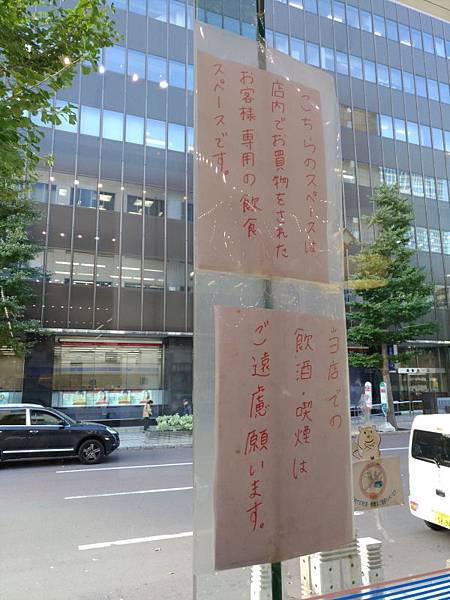 こちらのスペースは
店内でお買物をされた
お客様専用の飲食
スペースです。
当店での
飲酒・喫煙は
ご遠慮願います。